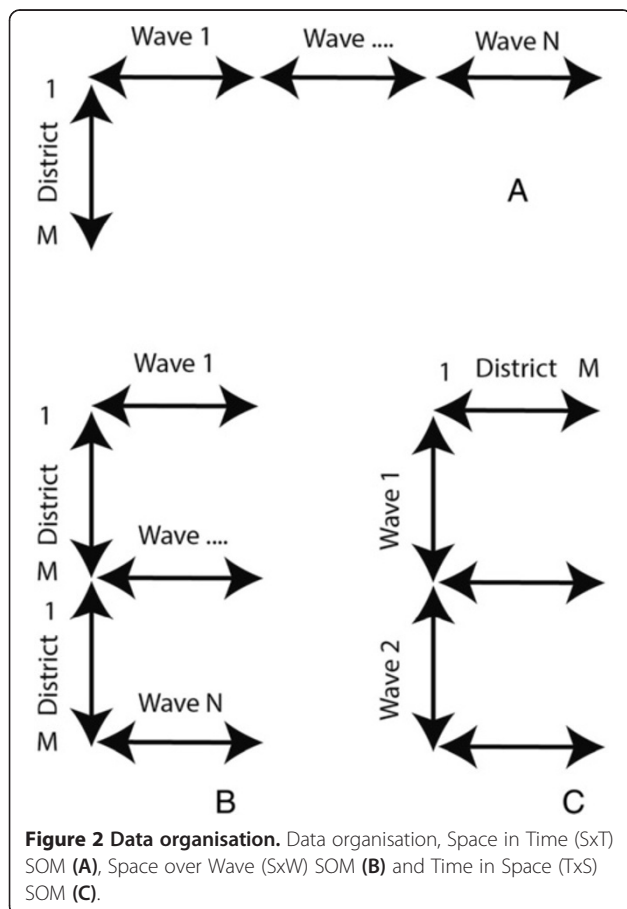 Wave 1 Wave .... Wave N
1
District
M
A
Wave 1
1 District M
1
District
Wave 1
Wave ....
M
1
District
Wave 2
Wave N
M
B
C
Figure 2 Data organisation. Data organisation, Space in Time (SxT)
SOM (A), Space over Wave (SxW) SOM (B) and Time in Space (TxS)
SOM (C).